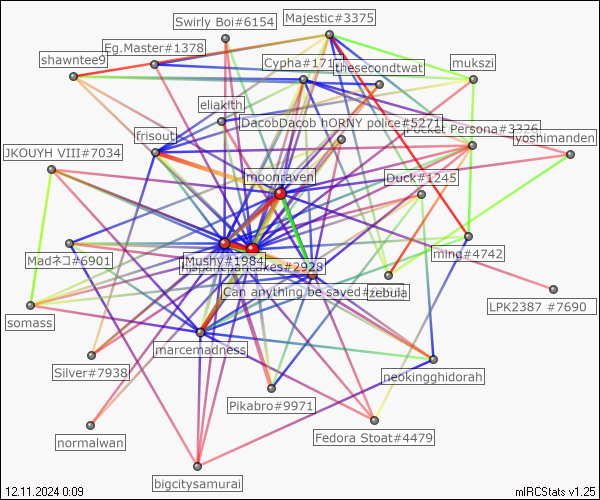 Majestic#3375
Swirly Boi#6154
Eg.Master#1378
shawntee9
Cypha#171
thesecondtwat
mukszi
eliakith
DacobDacob hORNY police#5271
Pocket Persona#3326
frisout
yoshimanden
JKOUYH VIII#7034
moonraven
Duck#1245
Madネコ#6901
Mushy#1984
ming#4742
pancakes#2928
Can anything be saved#
zebula
LPK2387 #7690
somass
marcemadness
Silver#7938
neokingghidorah
Pikabro#9971
Fedora Stoat#4479
normalwan
bigcitysamurai
12.11.2024 0:09
mIRCStats v1.25